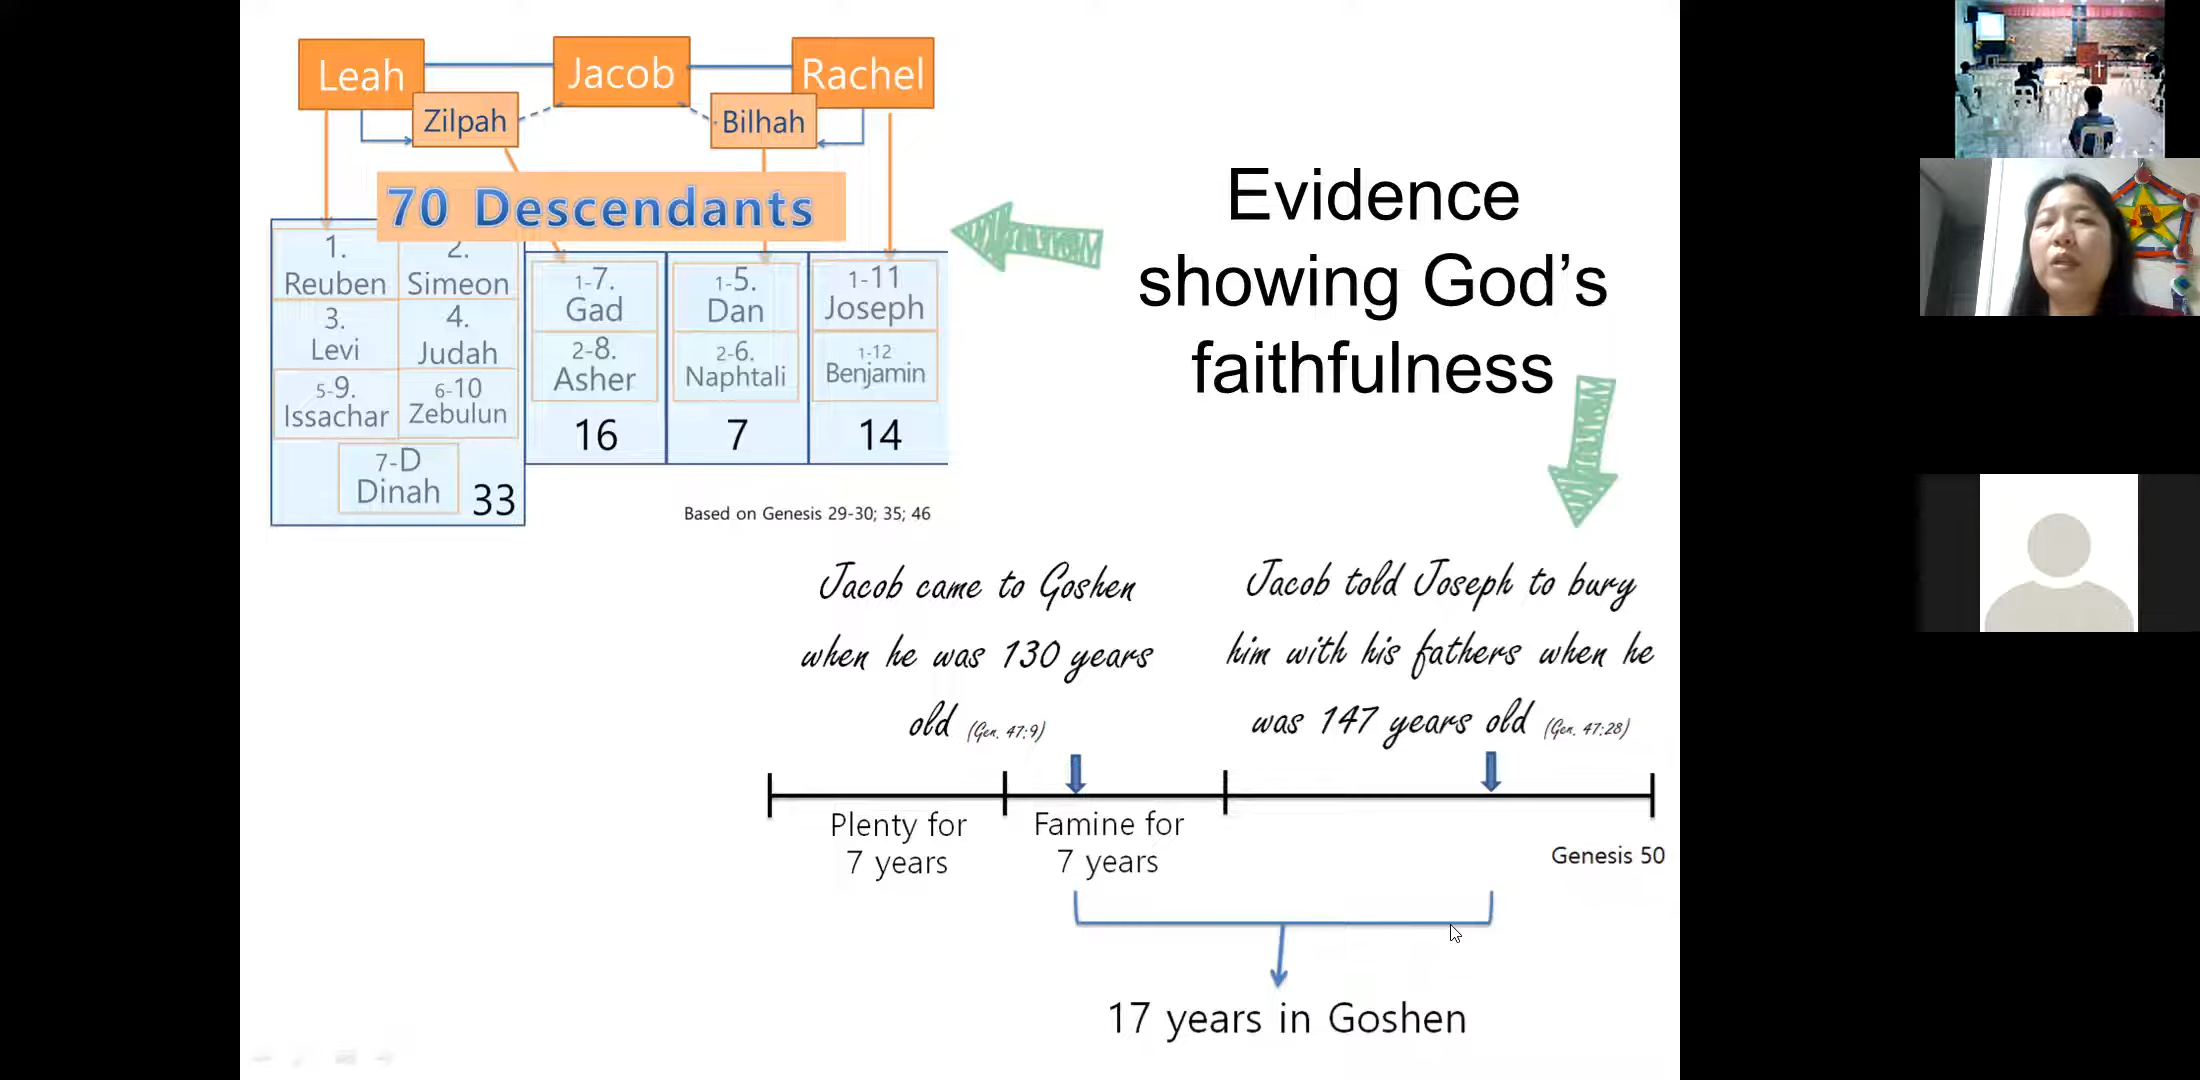 Leah
Jacob
Rachel
Zilpah
Bilhah
70 Descendants
1.
Reuben
2.
Simeon
3.
Levi
4.
Judah
5-9.
Issachar
6-10
Zebulun
7-D
Dinah
33
1-7.
Gad
2-8.
Asher
16
1-5.
Dan
2-6.
Naphtali
7
1-11
Joseph
1-12
Benjamin
14
Based on Genesis 29-30; 35; 46
Evidence
showing God’s
faithfulness
Jacob came to Goshen
when he was 130 years
old (Gen. 47:9)
Jacob told Joseph to bury
him with his fathers when he
was 147 years old (Gen. 47:28)
Plenty for
7 years
Famine for
7 years
Genesis 50
17 years in Goshen